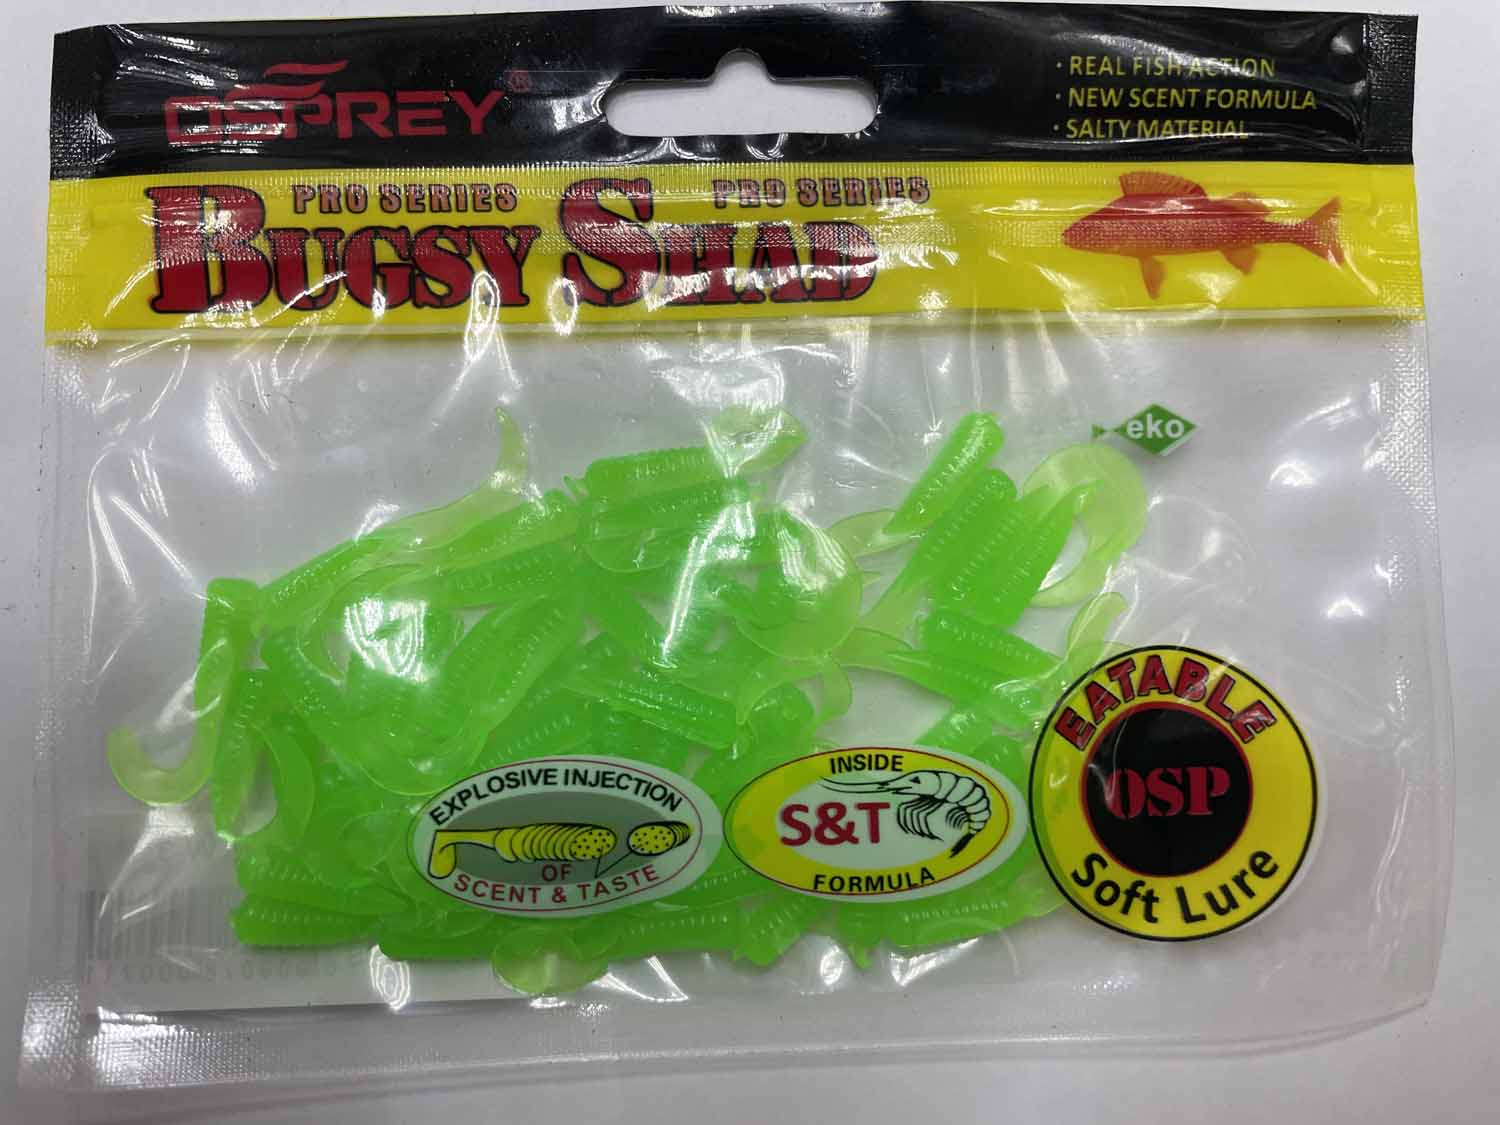 OSPREY®
· REAL FISH ACTION
· NEW SCENT FORMULA
· SALTY MATERIAL
PRO SERIES PRO SERIES
BUGSY SHAD
eko
EXPLOSIVE INJECTION
OF
SCENT & TASTE
INSIDE
S&T
FORMULA
EATABLE
OSP
Soft Lure